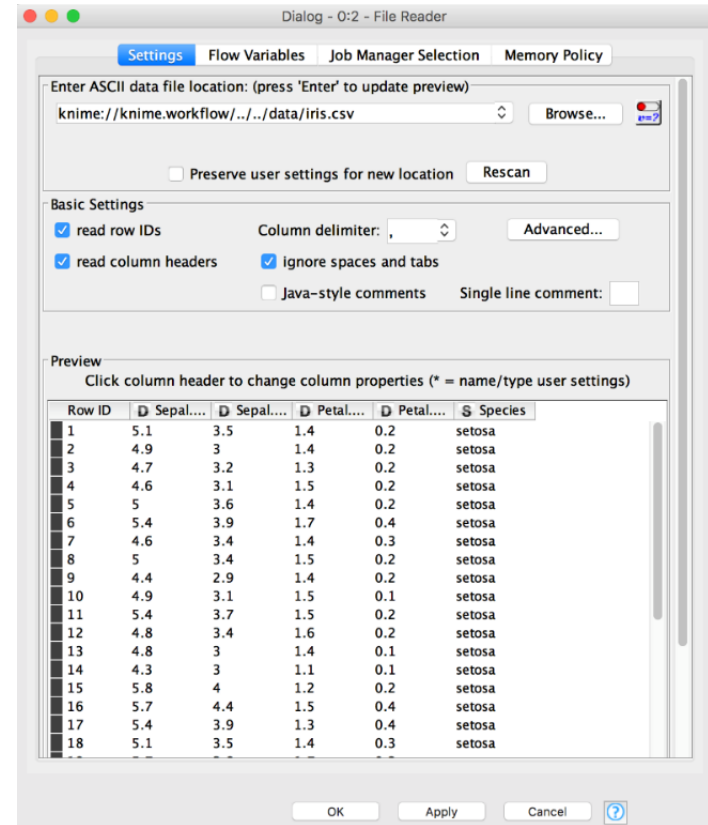 Dialog - 0:2 - File Reader
Settings Flow Variables Job Manager Selection Memory Policy
Enter ASCII data file location: (press 'Enter' to update preview)
knime://knime.workflow/../../data/iris.csv Browse... v=?
Preserve user settings for new location Rescan
Basic Settings
read row IDs Column delimiter: , Advanced...
read column headers ignore spaces and tabs
Java-style comments Single line comment:
Preview
Click column header to change column properties (* = name/type user settings)
Row ID D Sepal.... D Sepal.... D Petal.... D Petal.... S Species
1 5.1 3.5 1.4 0.2 setosa
2 4.9 3 1.4 0.2 setosa
3 4.7 3.2 1.3 0.2 setosa
4 4.6 3.1 1.5 0.2 setosa
5 5 3.6 1.4 0.2 setosa
6 5.4 3.9 1.7 0.4 setosa
7 4.6 3.4 1.4 0.3 setosa
8 5 3.4 1.5 0.2 setosa
9 4.4 2.9 1.4 0.2 setosa
10 4.9 3.1 1.5 0.1 setosa
11 5.4 3.7 1.5 0.2 setosa
12 4.8 3.4 1.6 0.2 setosa
13 4.8 3 1.4 0.1 setosa
14 4.3 3 1.1 0.1 setosa
15 5.8 4 1.2 0.2 setosa
16 5.7 4.4 1.5 0.4 setosa
17 5.4 3.9 1.3 0.4 setosa
18 5.1 3.5 1.4 0.3 setosa
OK Apply Cancel ?